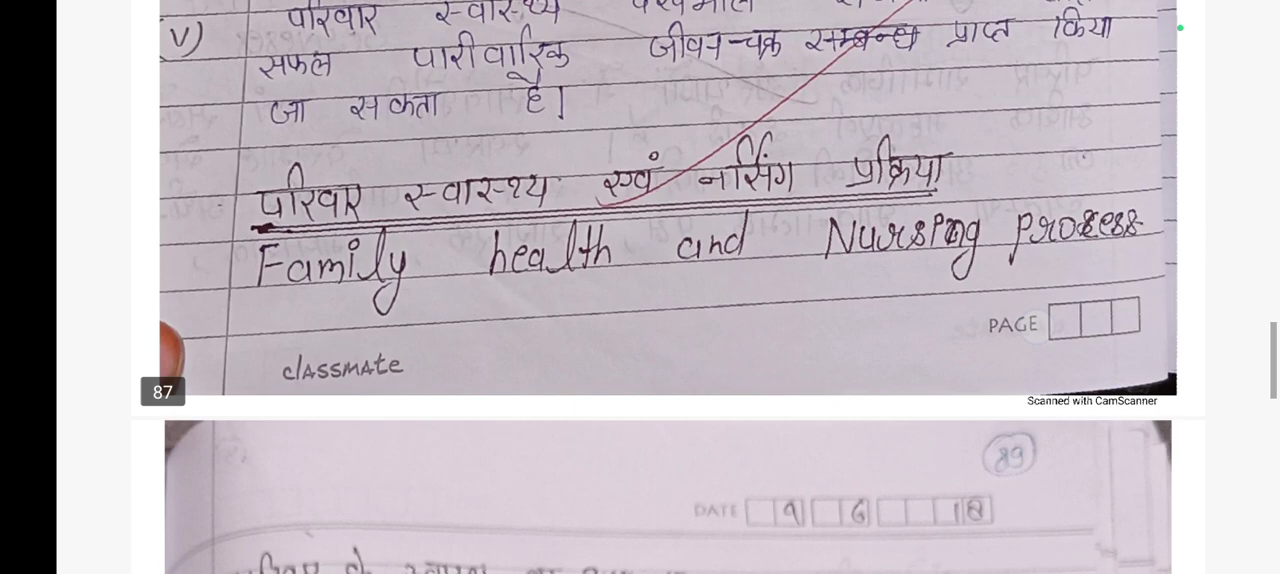 परिवार स्वास्थ्य
v) सफल पारीवारिक जीवन-चक्र सम्बन्ध प्राप्त किया
जा सकता है।
परिवार स्वास्थ्य एवं नर्सिंग प्रक्रिया
Family health and Nursing process
PAGE
classmate
87
Scanned with CamScanner
89
DATE 9 6 18